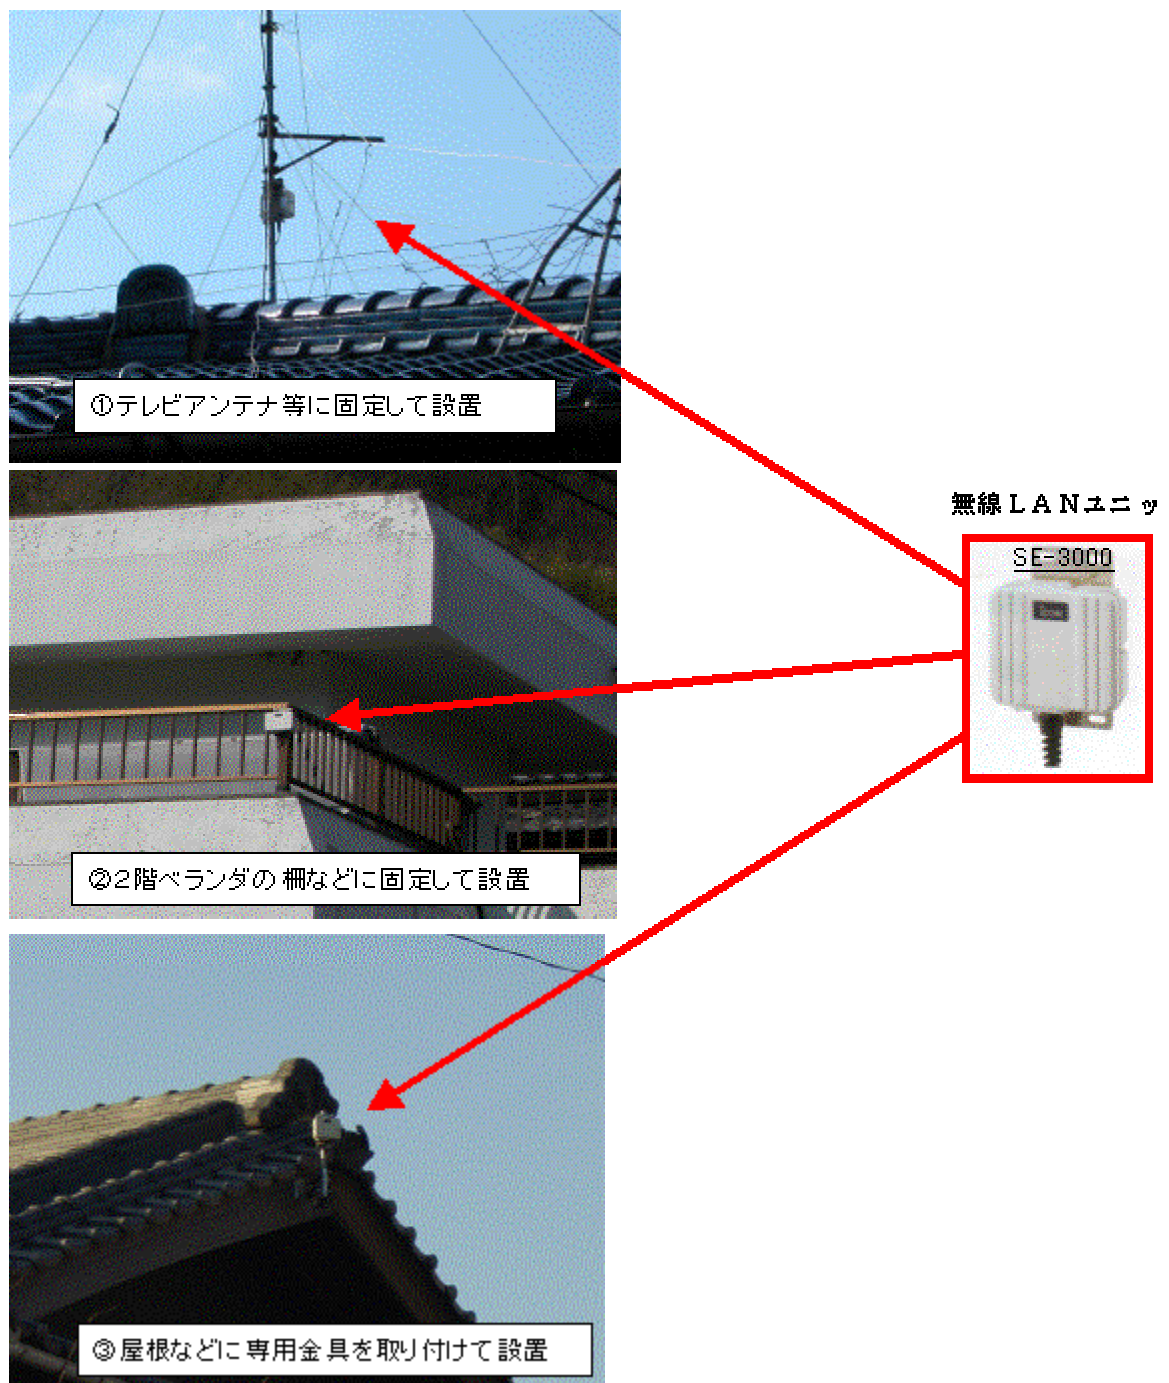 ①テレビアンテナ等に固定して設置
無線ＬＡＮユニッ
SE-3000
②２階ベランダの柵などに固定して設置
③屋根などに専用金具を取り付けて設置